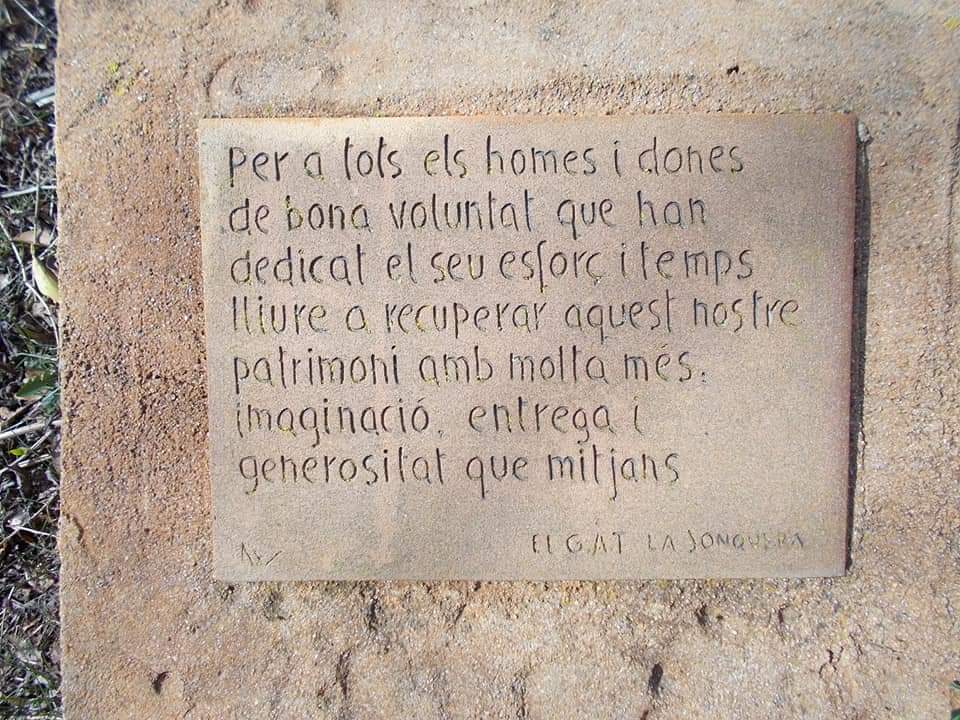 Per a tots els homes i dones
de bona voluntat que han
dedicat el seu esforç i temps
lliure a recuperar aquest nostre
patrimoni amb molta més:
imaginació, entrega i
generositat que mitjans
EL GAT LA JONQUERA